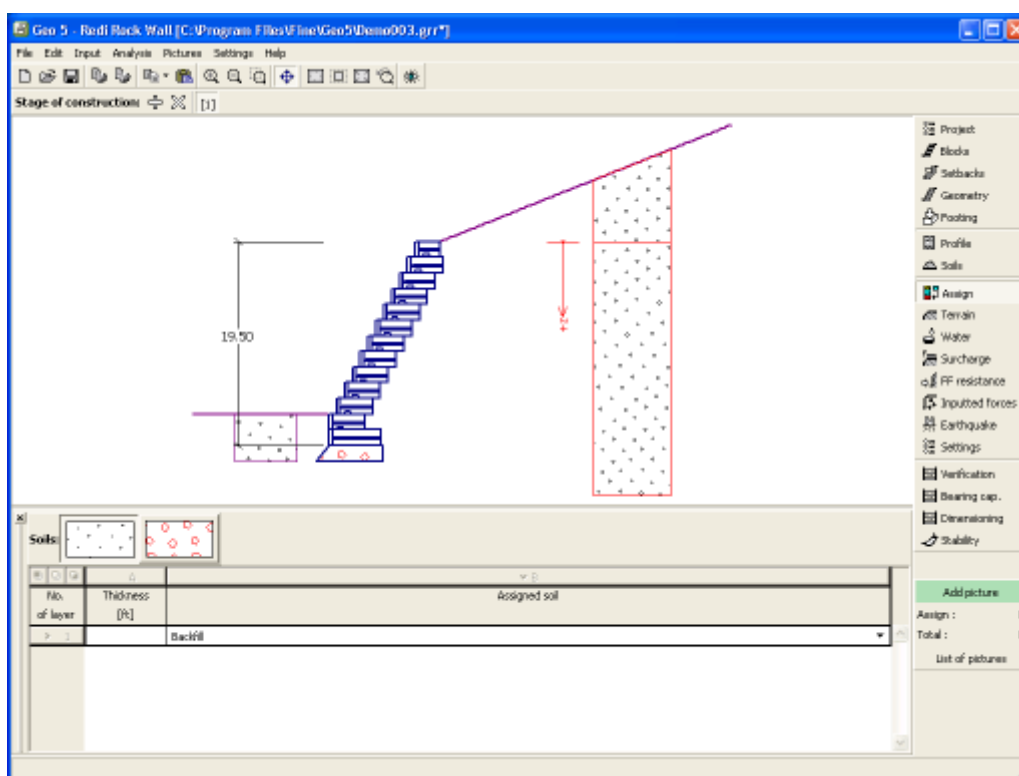 Geo 5 - Redi Rock Wall [C:\Program Files\Fine\Geo5\Demo003.grr*]
File Edit Input Analysis Pictures Settings Help
Stage of construction: [1]
Project
Blocks
Setbacks
Geometry
Footing
Profile
Soils
Assign
Terrain
Water
Surcharge
FF resistance
Inputted forces
Earthquake
Settings
Verification
Bearing cap.
Dimensioning
Stability
19.50
+z
Soils:
No. of layer
Thickness [ft]
Assigned soil
1
Backfill
Add picture
Assign :
Total :
List of pictures